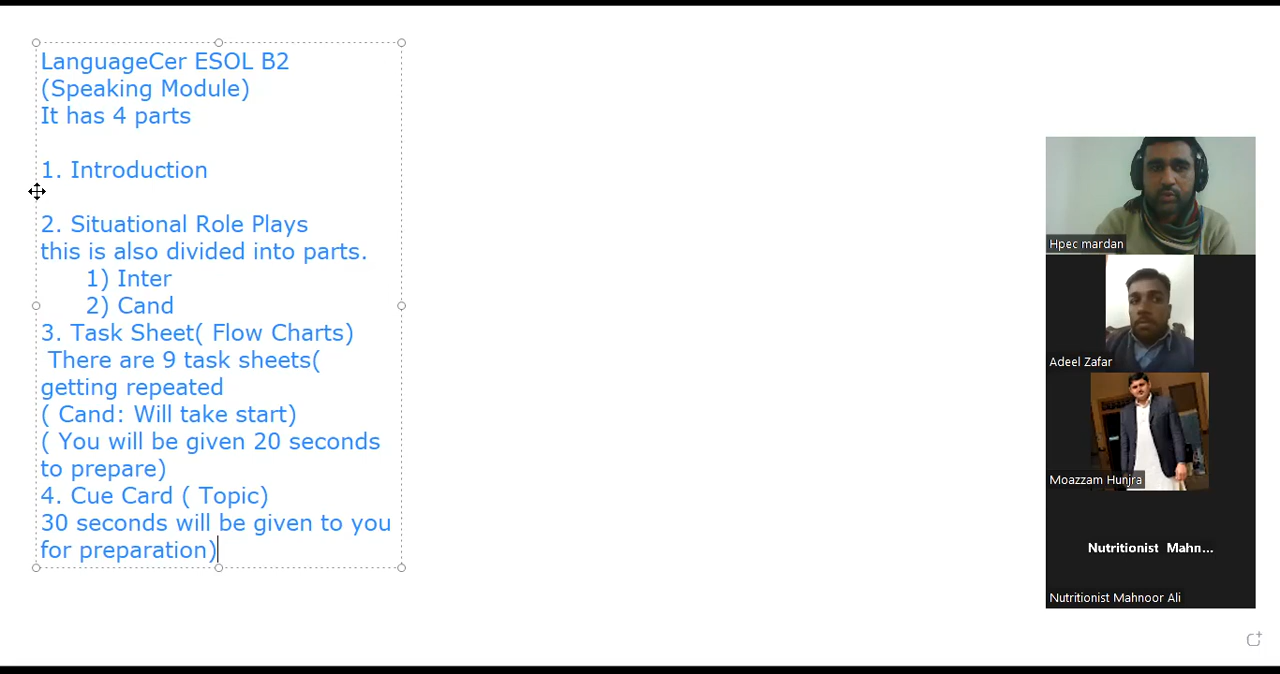 LanguageCer ESOL B2
(Speaking Module)
It has 4 parts
1. Introduction
2. Situational Role Plays
this is also divided into parts.
1) Inter
2) Cand
3. Task Sheet( Flow Charts)
There are 9 task sheets(
getting repeated
( Cand: Will take start)
( You will be given 20 seconds
to prepare)
4. Cue Card ( Topic)
30 seconds will be given to you
for preparation)
Hpec mardan
Adeel Zafar
Moazzam Hunjra
Nutritionist Mahn...
Nutritionist Mahnoor Ali